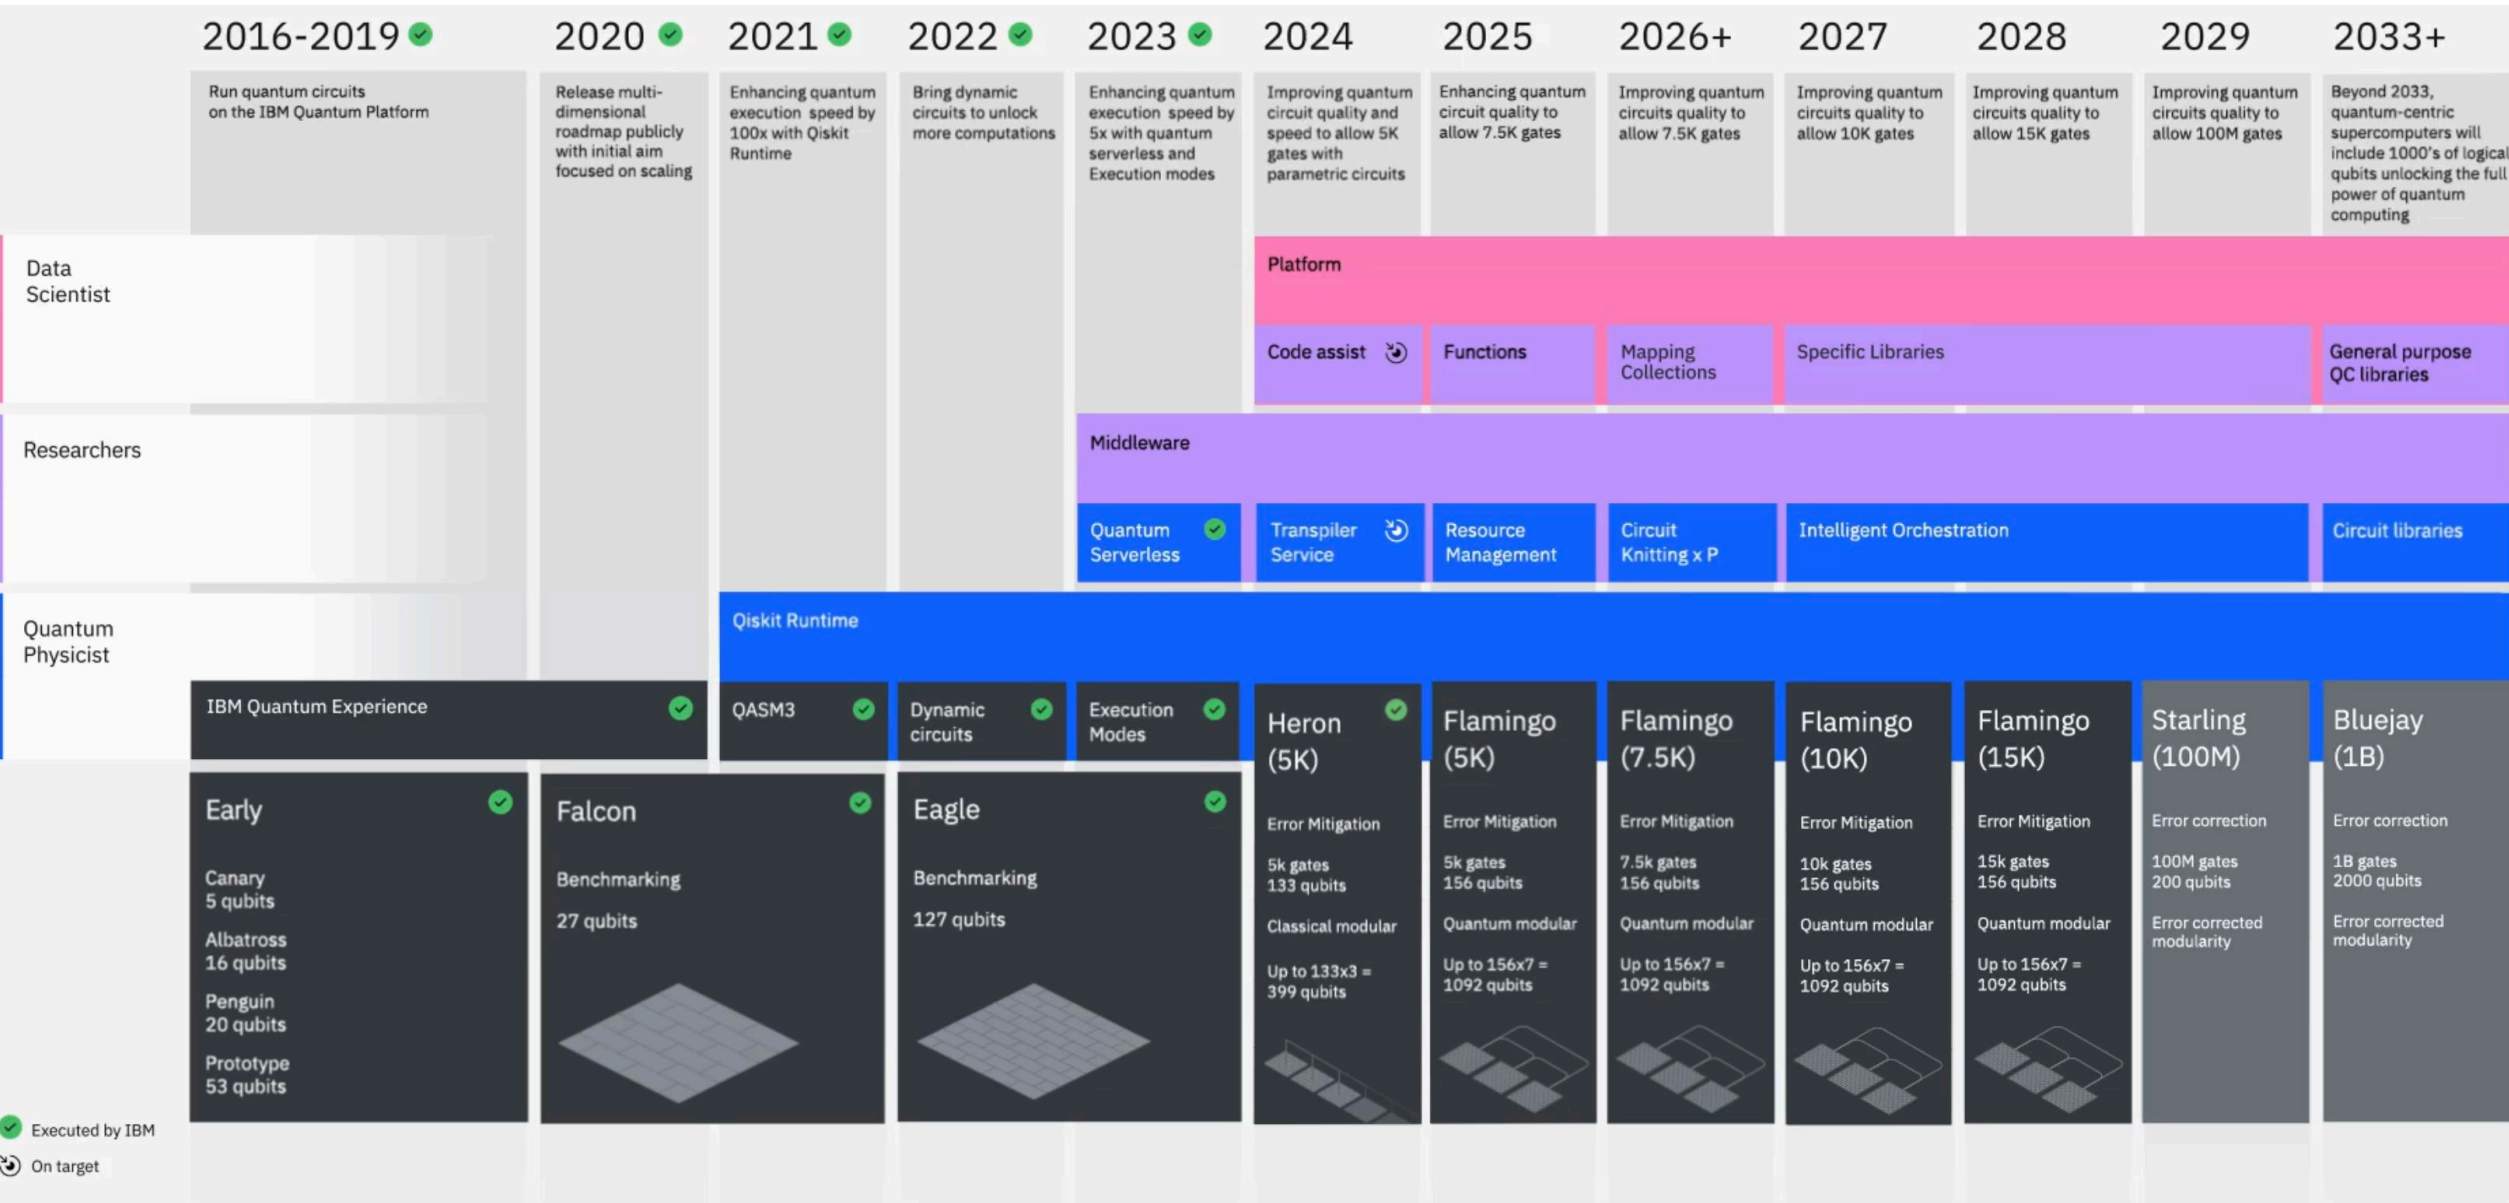 2016-2019
2020
2021
2022
2023
2024
2025
2026+
2027
2028
2029
2033+
Run quantum circuits
on the IBM Quantum Platform
Release multi-
dimensional
roadmap publicly
with initial aim
focused on scaling
Enhancing quantum
execution speed by
100x with Qiskit
Runtime
Bring dynamic
circuits to unlock
more computations
Enhancing quantum
execution speed by
5x with quantum
serverless and
Execution modes
Improving quantum
circuit quality and
speed to allow 5K
gates with
parametric circuits
Enhancing quantum
circuit quality to
allow 7.5K gates
Improving quantum
circuits quality to
allow 7.5K gates
Improving quantum
circuits quality to
allow 10K gates
Improving quantum
circuits quality to
allow 15K gates
Improving quantum
circuits quality to
allow 100M gates
Beyond 2033,
quantum-centric
supercomputers will
include 1000's of logical
qubits unlocking the full
power of quantum
computing
Data
Scientist
Platform
Code assist
Functions
Mapping
Collections
Specific Libraries
General purpose
QC libraries
Researchers
Middleware
Quantum
Serverless
Transpiler
Service
Resource
Management
Circuit
Knitting x P
Intelligent Orchestration
Circuit libraries
Quantum
Physicist
Qiskit Runtime
IBM Quantum Experience
QASM3
Dynamic
circuits
Execution
Modes
Early
Canary
5 qubits
Albatross
16 qubits
Penguin
20 qubits
Prototype
53 qubits
Falcon
Benchmarking
27 qubits
Eagle
Benchmarking
127 qubits
Heron
(5K)
Error Mitigation
5k gates
133 qubits
Classical modular
Up to 133x3 =
399 qubits
Flamingo
(5K)
Error Mitigation
5k gates
156 qubits
Quantum modular
Up to 156x7 =
1092 qubits
Flamingo
(7.5K)
Error Mitigation
7.5k gates
156 qubits
Quantum modular
Up to 156x7 =
1092 qubits
Flamingo
(10K)
Error Mitigation
10k gates
156 qubits
Quantum modular
Up to 156x7 =
1092 qubits
Flamingo
(15K)
Error Mitigation
15k gates
156 qubits
Quantum modular
Up to 156x7 =
1092 qubits
Starling
(100M)
Error correction
100M gates
200 qubits
Error corrected
modularity
Bluejay
(1B)
Error correction
1B gates
2000 qubits
Error corrected
modularity
Executed by IBM
On target